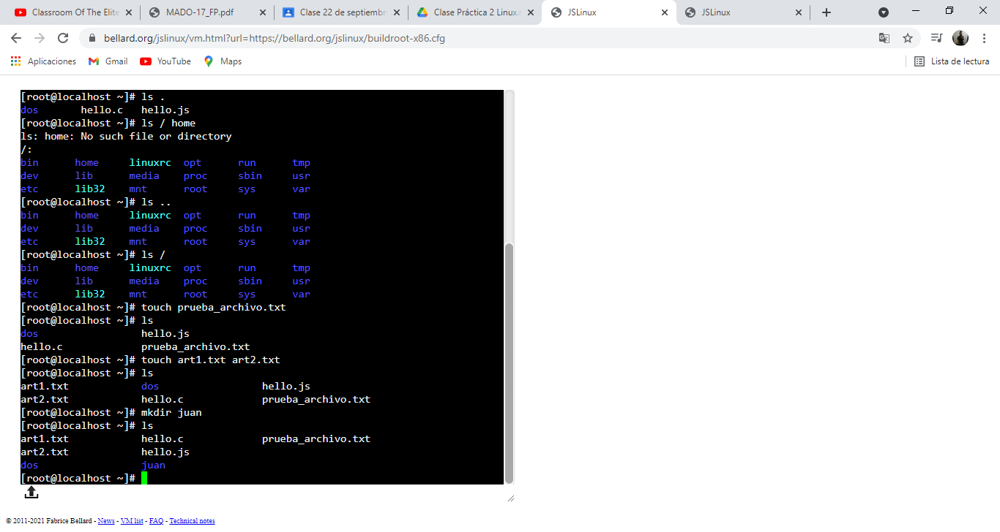 Classroom Of The Elite
MADO-17_FP.pdf
Clase 22 de septiembre
Clase Práctica 2 Linux.
JSLinux
JSLinux
bellard.org/jslinux/vm.html?url=https://bellard.org/jslinux/buildroot-x86.cfg
Aplicaciones
Gmail
YouTube
Maps
Lista de lectura
[root@localhost ~]# ls .
dos       hello.c   hello.js
[root@localhost ~]# ls / home
ls: home: No such file or directory
/:
bin      home     linuxrc  opt      run      tmp
dev      lib      media    proc     sbin     usr
etc      lib32    mnt      root     sys      var
[root@localhost ~]# ls ..
bin      home     linuxrc  opt      run      tmp
dev      lib      media    proc     sbin     usr
etc      lib32    mnt      root     sys      var
[root@localhost ~]# ls /
bin      home     linuxrc  opt      run      tmp
dev      lib      media    proc     sbin     usr
etc      lib32    mnt      root     sys      var
[root@localhost ~]# touch prueba_archivo.txt
[root@localhost ~]# ls
dos                 hello.js
hello.c             prueba_archivo.txt
[root@localhost ~]# touch art1.txt art2.txt
[root@localhost ~]# ls
art1.txt            dos                 hello.js
art2.txt            hello.c             prueba_archivo.txt
[root@localhost ~]# mkdir juan
[root@localhost ~]# ls
art1.txt            hello.c             prueba_archivo.txt
art2.txt            hello.js
dos                 juan
[root@localhost ~]#
© 2011-2021 Fabrice Bellard - News - VM list - FAQ - Technical notes